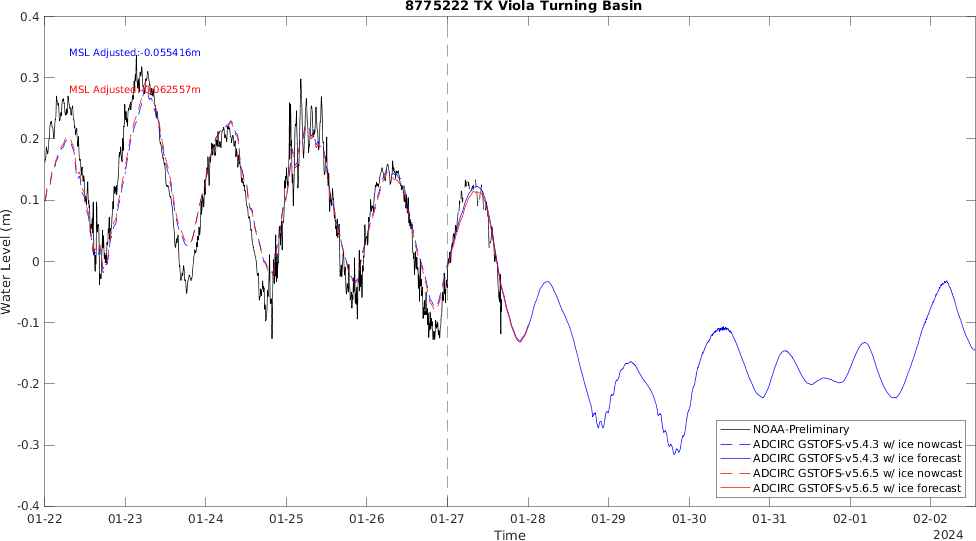 8775222 TX Viola Turning Basin
0.4
MSL Adjusted:-0.055416m
0.3
MSL Adjusted:-0.062557m
0.2
0.1
0
-0.1
-0.2
-0.3
-0.4
Water Level (m)
NOAA-Preliminary
ADCIRC GSTOFS-v5.4.3 w/ ice nowcast
ADCIRC GSTOFS-v5.4.3 w/ ice forecast
ADCIRC GSTOFS-v5.6.5 w/ ice nowcast
ADCIRC GSTOFS-v5.6.5 w/ ice forecast
01-22 01-23 01-24 01-25 01-26 01-27 01-28 01-29 01-30 01-31 02-01 02-02
Time
2024